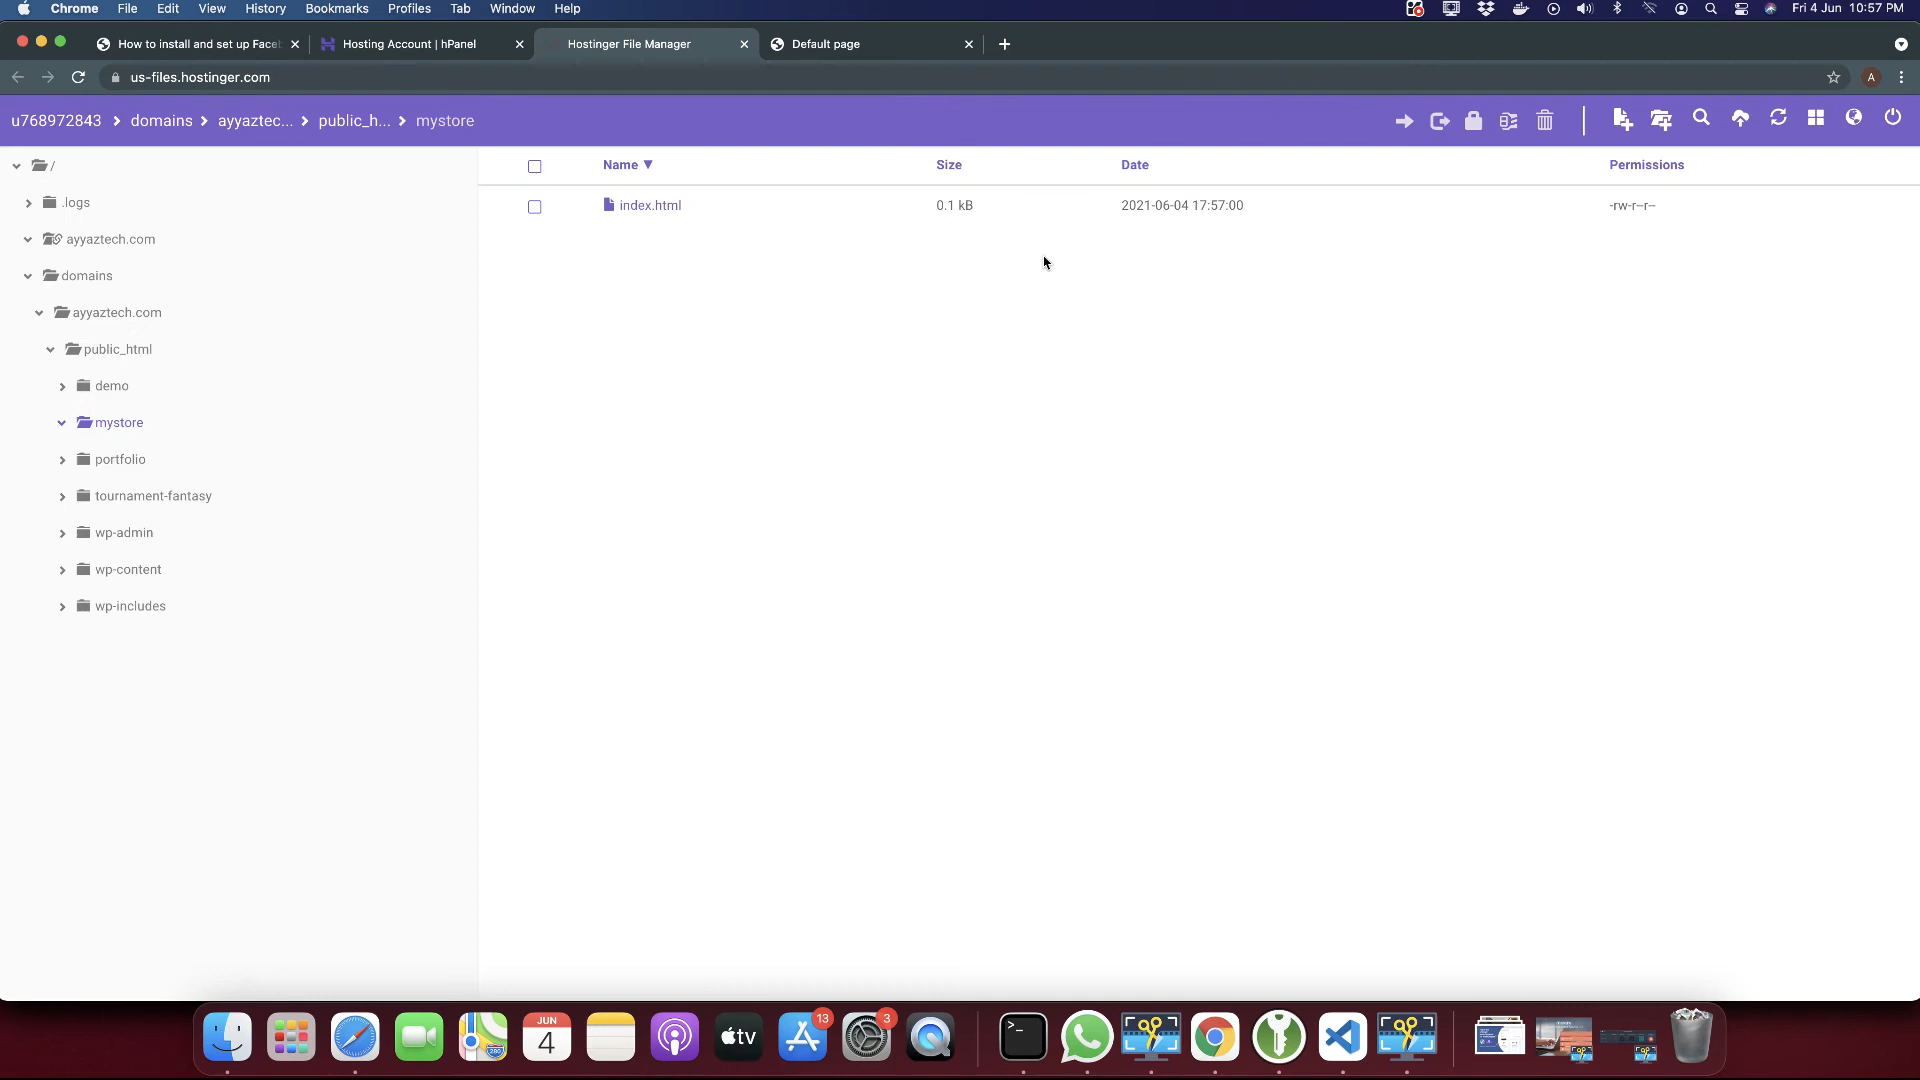 Chrome File Edit View History Bookmarks Profiles Tab Window Help Fri 4 Jun 10:57 PM
How to install and set up Face
Hosting Account | hPanel
Hostinger File Manager
Default page
us-files.hostinger.com
A
u768972843 > domains > ayyaztec... > public_h... > mystore
/
.logs
ayyaztech.com
domains
ayyaztech.com
public_html
demo
mystore
portfolio
tournament-fantasy
wp-admin
wp-content
wp-includes
Name ▼ Size Date Permissions
index.html 0.1 kB 2021-06-04 17:57:00 -rw-r--r--
JUN
4
280
tv
13
3
>_